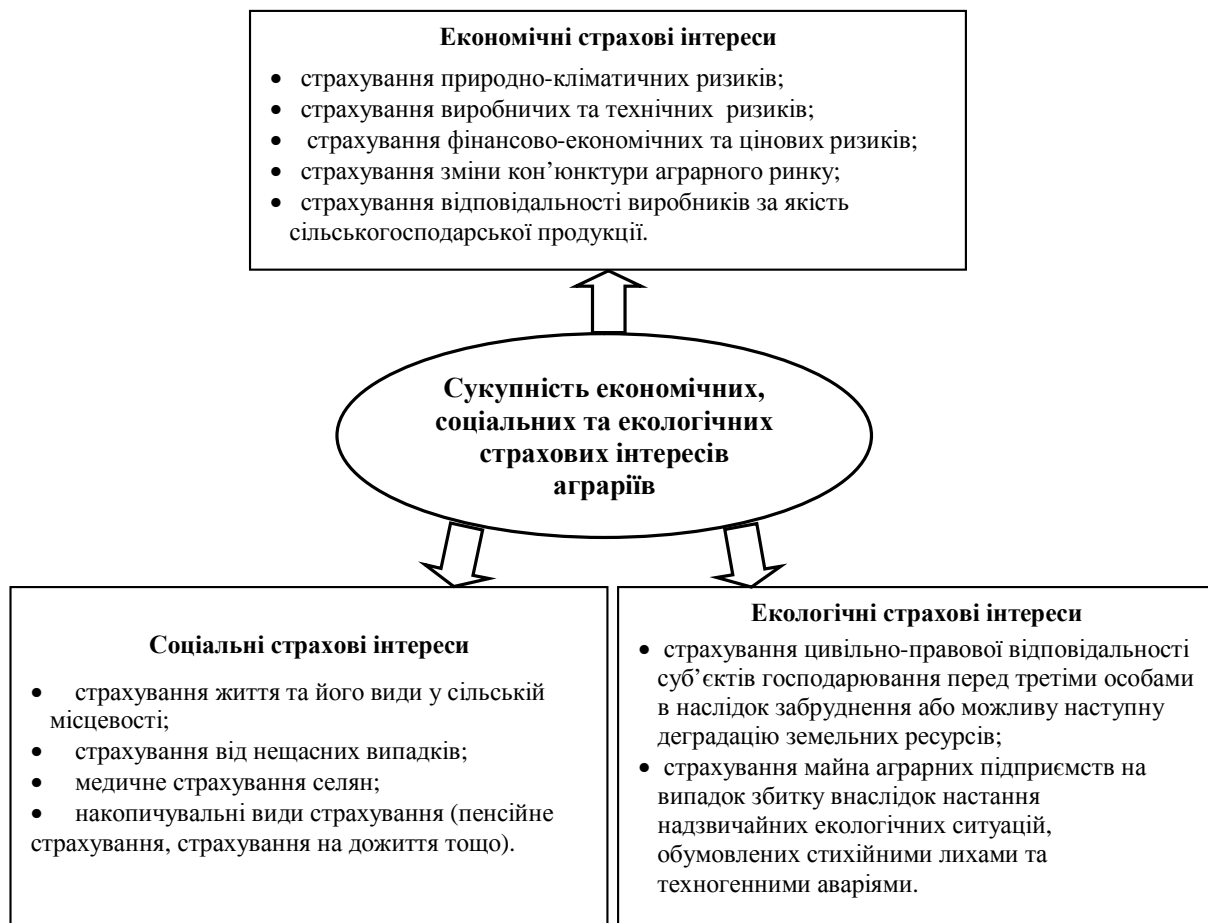 Економічні страхові інтереси
• страхування природно-кліматичних ризиків;
• страхування виробничих та технічних ризиків;
• страхування фінансово-економічних та цінових ризиків;
• страхування зміни кон’юнктури аграрного ринку;
• страхування відповідальності виробників за якість
сільськогосподарської продукції.
Сукупність економічних,
соціальних та екологічних
страхових інтересів
аграріїв
Соціальні страхові інтереси
• страхування життя та його види у сільській
місцевості;
• страхування від нещасних випадків;
• медичне страхування селян;
• накопичувальні види страхування (пенсійне
страхування, страхування на дожиття тощо).
Екологічні страхові інтереси
• страхування цивільно-правової відповідальності
суб’єктів господарювання перед третіми особами
в наслідок забруднення або можливу наступну
деградацію земельних ресурсів;
• страхування майна аграрних підприємств на
випадок збитку внаслідок настання
надзвичайних екологічних ситуацій,
обумовлених стихійними лихами та
техногенними аваріями.